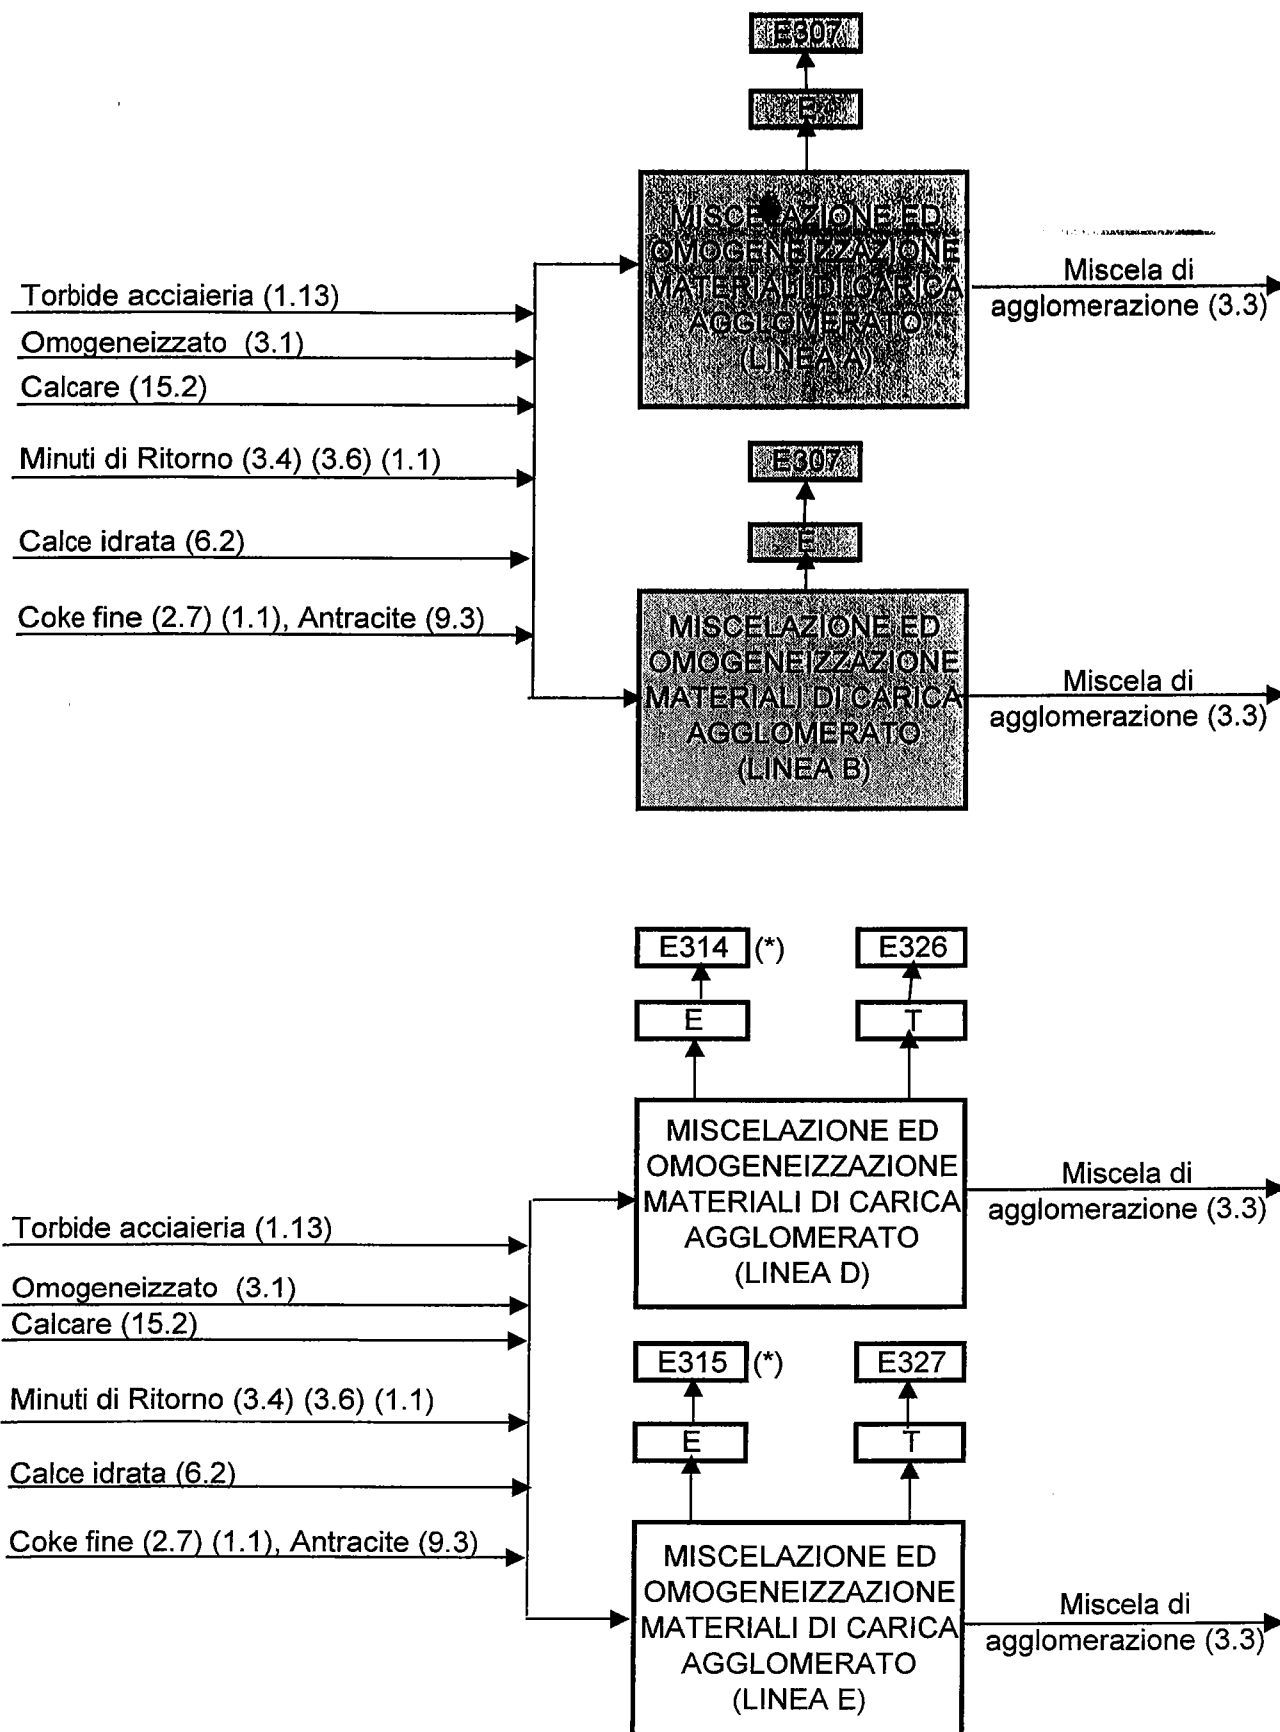 E307
E
MISCELAZIONE ED
OMOGENEIZZAZIONE
MATERIALI DI CARICA
AGGLOMERATO
(LINEA A)
Torbide acciaieria (1.13)
Omogeneizzato (3.1)
Calcare (15.2)
Minuti di Ritorno (3.4) (3.6) (1.1)
Calce idrata (6.2)
Coke fine (2.7) (1.1), Antracite (9.3)
Miscela di
agglomerazione (3.3)
E307
E
MISCELAZIONE ED
OMOGENEIZZAZIONE
MATERIALI DI CARICA
AGGLOMERATO
(LINEA B)
Miscela di
agglomerazione (3.3)
E314 (*)
E326
E
T
MISCELAZIONE ED
OMOGENEIZZAZIONE
MATERIALI DI CARICA
AGGLOMERATO
(LINEA D)
Miscela di
agglomerazione (3.3)
Torbide acciaieria (1.13)
Omogeneizzato (3.1)
Calcare (15.2)
Minuti di Ritorno (3.4) (3.6) (1.1)
Calce idrata (6.2)
Coke fine (2.7) (1.1), Antracite (9.3)
E315 (*)
E327
E
T
MISCELAZIONE ED
OMOGENEIZZAZIONE
MATERIALI DI CARICA
AGGLOMERATO
(LINEA E)
Miscela di
agglomerazione (3.3)